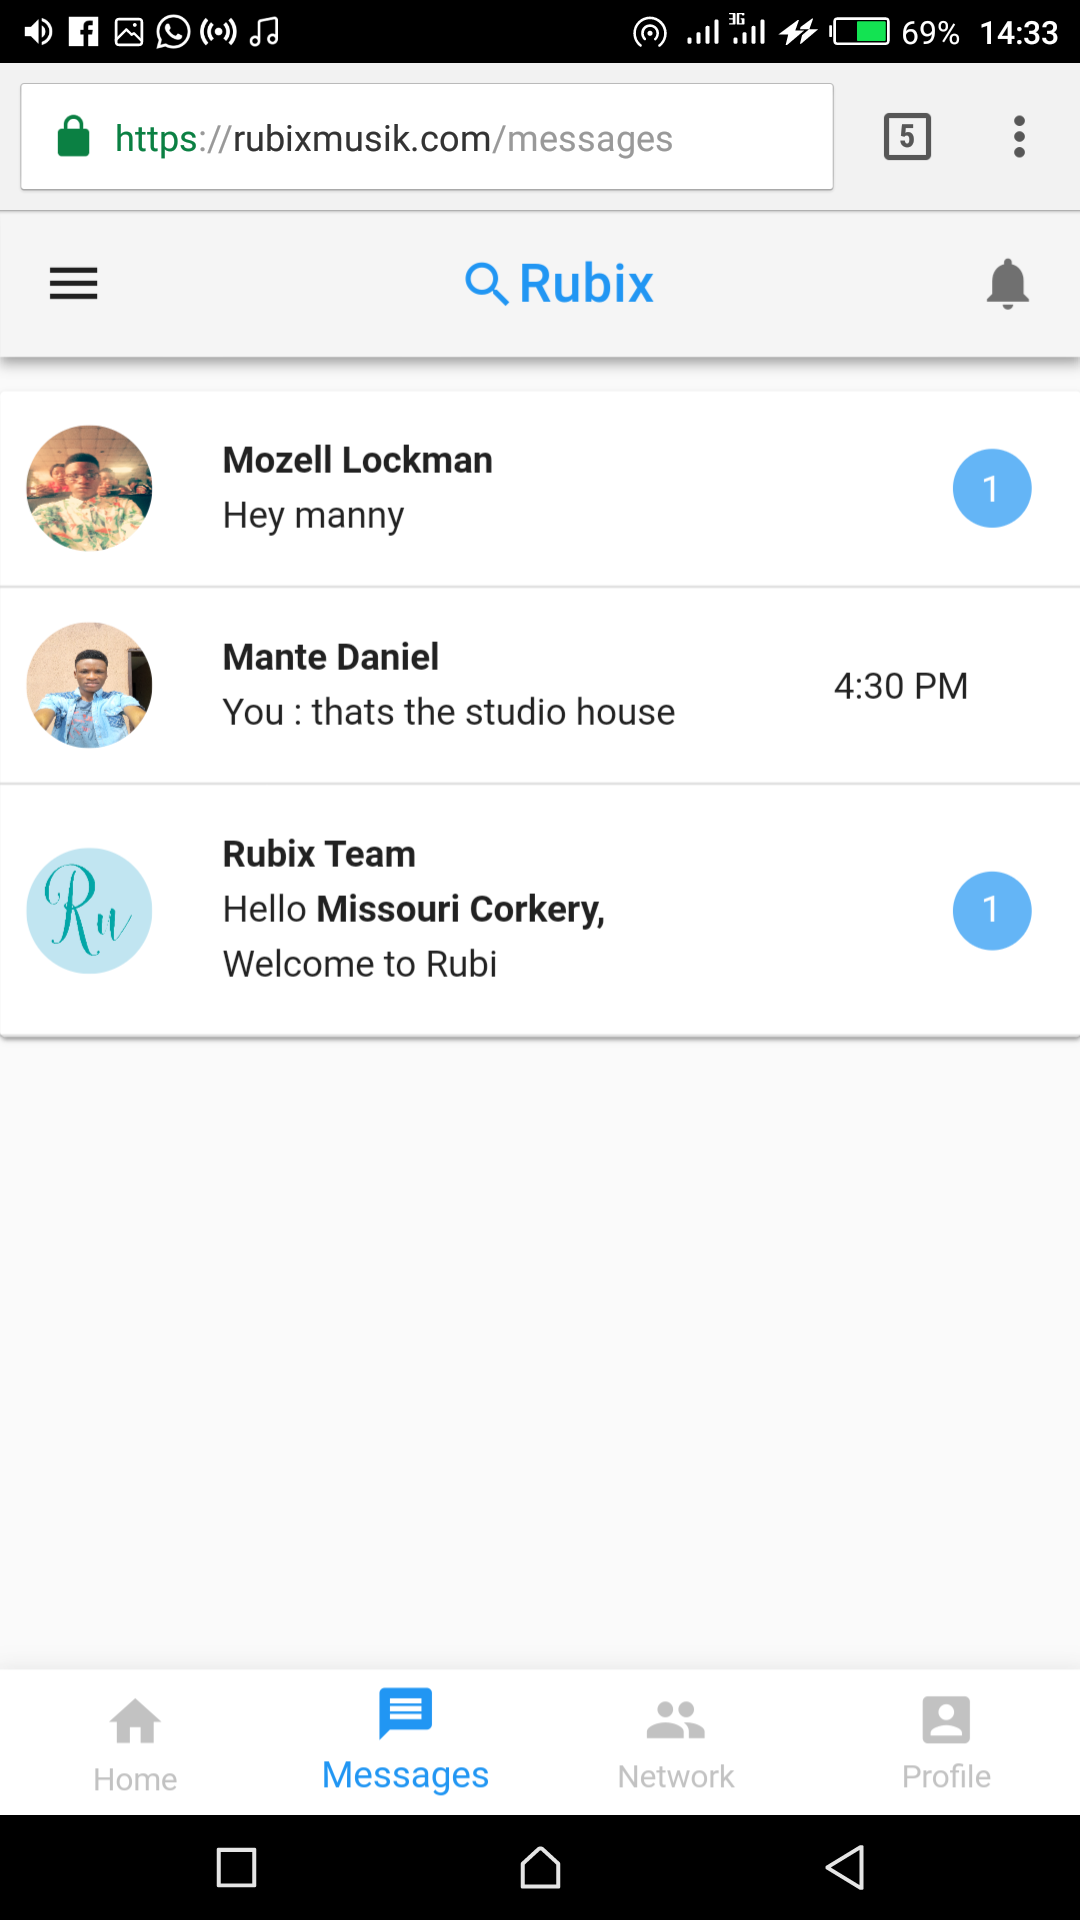 3G
69% 14:33
https://rubixmusik.com/messages
5
Rubix
Mozell Lockman
Hey manny
1
Mante Daniel
You : thats the studio house
4:30 PM
Ru
Rubix Team
Hello Missouri Corkery,
Welcome to Rubi
1
Home
Messages
Network
Profile